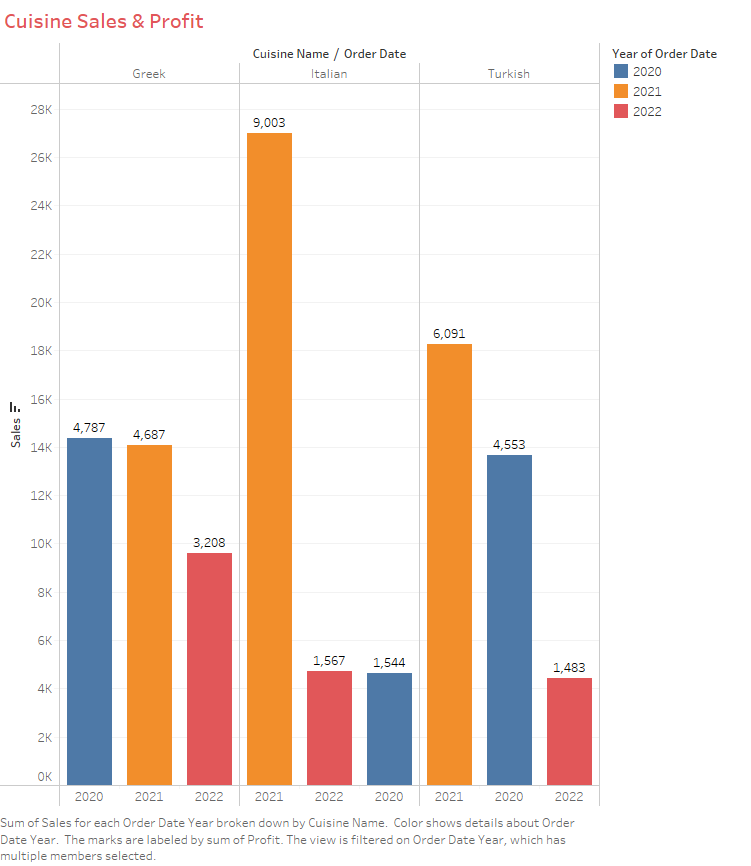 Cuisine Sales & Profit
Cuisine Name / Order Date
Greek Italian Turkish
Year of Order Date
2020
2021
2022
Sales
28K
26K
24K
22K
20K
18K
16K
14K
12K
10K
8K
6K
4K
2K
0K
4,787
4,687
3,208
9,003
1,567
1,544
6,091
4,553
1,483
2020 2021 2022 2021 2022 2020 2021 2020 2022
Sum of Sales for each Order Date Year broken down by Cuisine Name.  Color shows details about Order
Date Year.  The marks are labeled by sum of Profit. The view is filtered on Order Date Year, which has
multiple members selected.